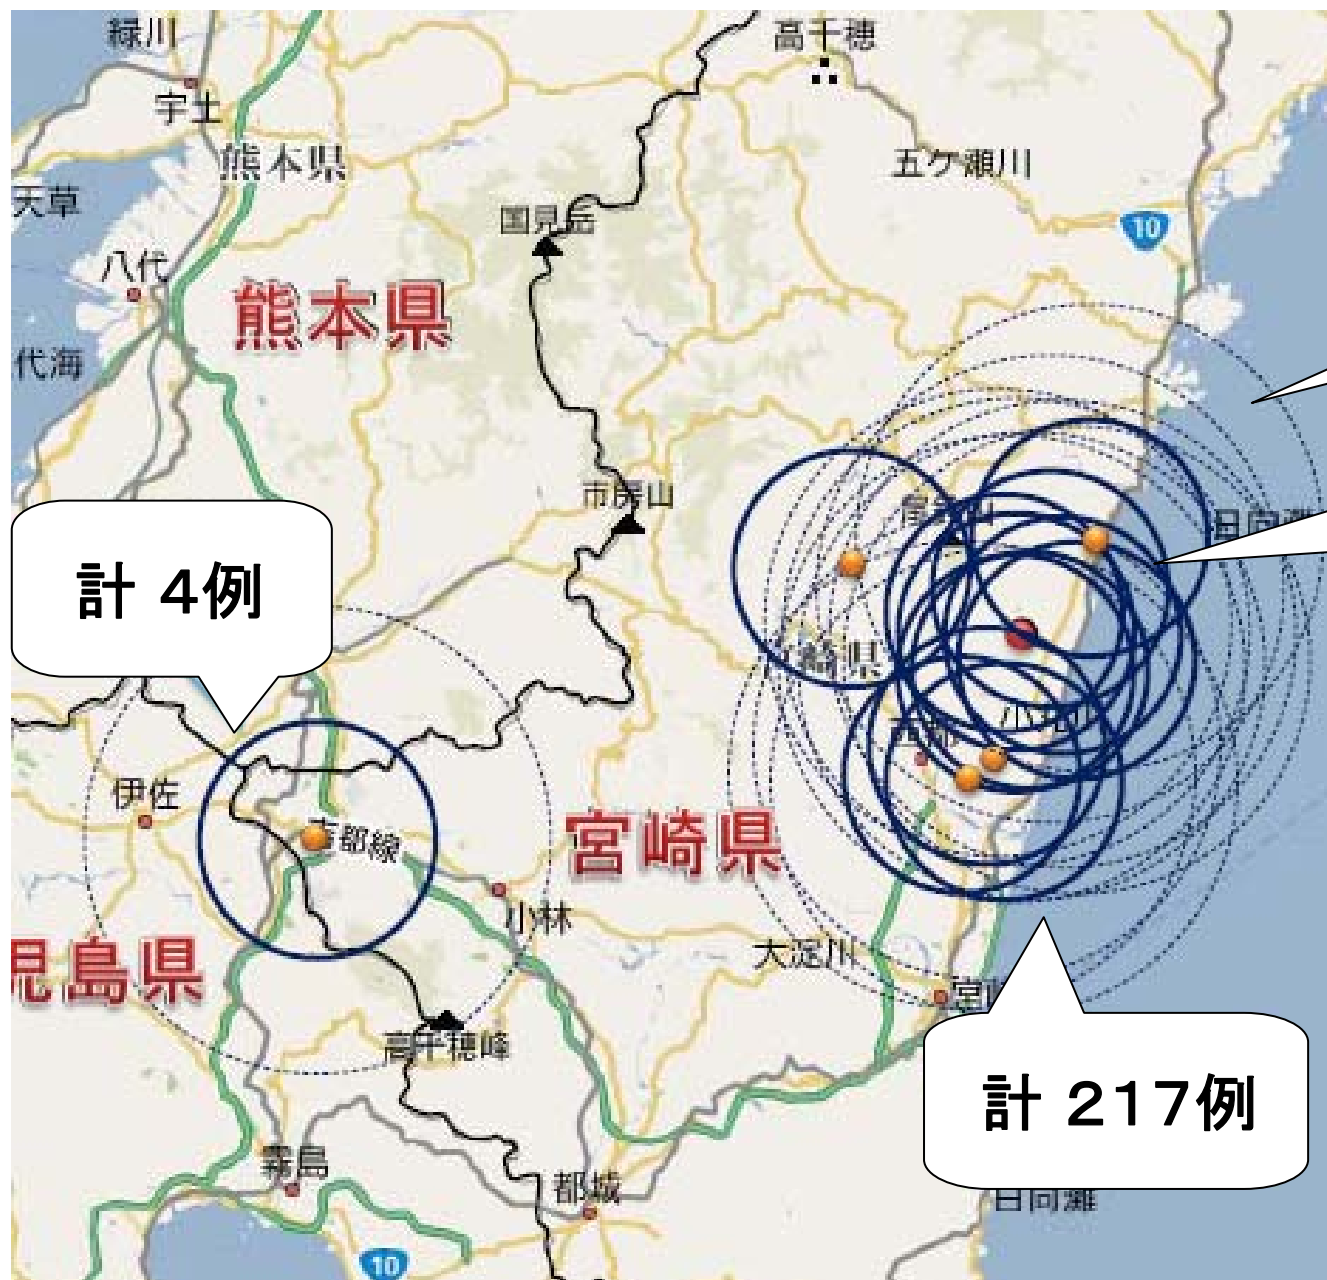 緑川
高千穂
宇土
熊本県
五ケ瀬川
天草
国見岳
10
八代
熊本県
代海
市房山
日向灘
計 4例
崎県
伊佐
吉都線
宮崎県
小林
児島県
大淀川
高千穂峰
計 217例
霧島
都城
日向灘
10